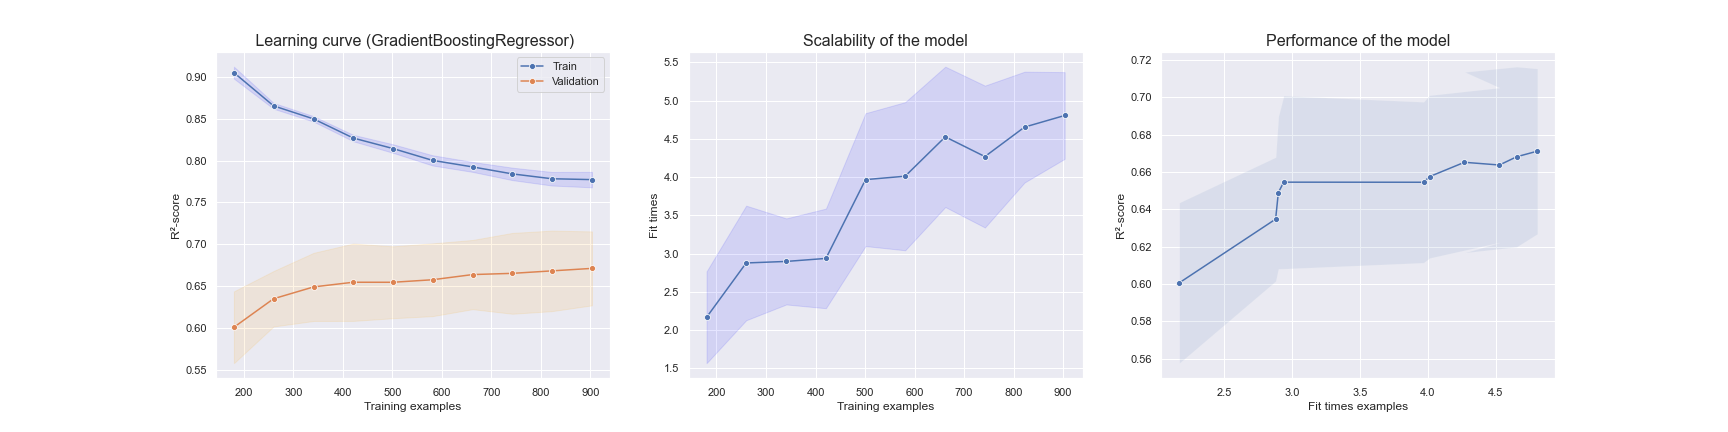 Learning curve (GradientBoostingRegressor)
Train
Validation
0.90
0.85
0.80
0.75
0.70
0.65
0.60
0.55
R²-score
200 300 400 500 600 700 800 900
Training examples
Scalability of the model
5.5
5.0
4.5
4.0
3.5
3.0
2.5
2.0
1.5
Fit times
200 300 400 500 600 700 800 900
Training examples
Performance of the model
0.72
0.70
0.68
0.66
0.64
0.62
0.60
0.58
0.56
R²-score
2.5 3.0 3.5 4.0 4.5
Fit times examples